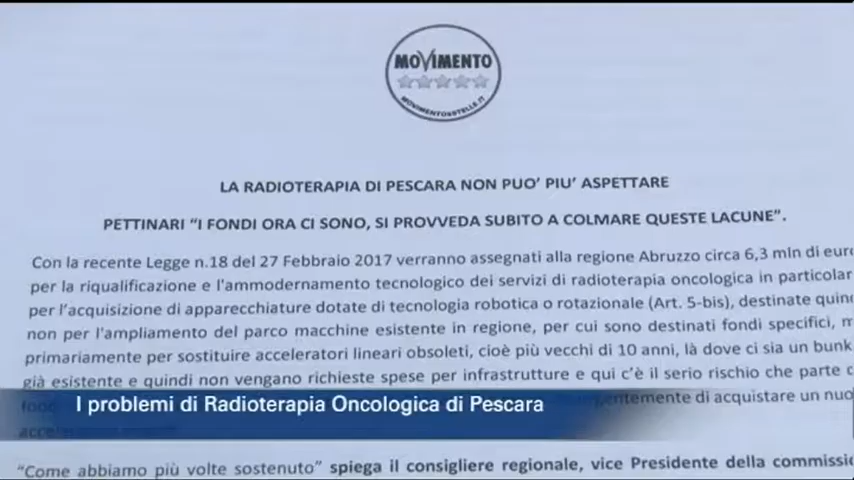 MOVIMENTO
MOVIMENTO5STELLE.IT
LA RADIOTERAPIA DI PESCARA NON PUO' PIU' ASPETTARE
PETTINARI "I FONDI ORA CI SONO, SI PROVVEDA SUBITO A COLMARE QUESTE LACUNE".
Con la recente Legge n.18 del 27 Febbraio 2017 verranno assegnati alla regione Abruzzo circa 6,3 mln di euro
per la riqualificazione e l'ammodernamento tecnologico dei servizi di radioterapia oncologica in particolar
per l'acquisizione di apparecchiature dotate di tecnologia robotica o rotazionale (Art. 5-bis), destinate quin
non per l'ampliamento del parco macchine esistente in regione, per cui sono destinati fondi specifici, m
primariamente per sostituire acceleratori lineari obsoleti, cioè più vecchi di 10 anni, là dove ci sia un bunk
già esistente e quindi non vengano richieste spese per infrastrutture e qui c'è il serio rischio che parte d
di acquistare un nuo
I problemi di Radioterapia Oncologica di Pescara
"Come abbiamo più volte sostenuto" spiega il consigliere regionale, vice Presidente della commissio